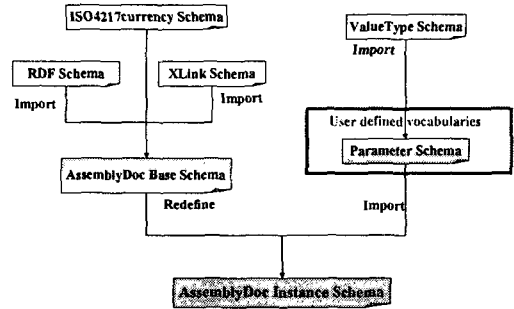 ISO4217currency Schema
ValueType Schema
Import
RDF Schema
XLink Schema
Import
Import
User defined vocabularies
Parameter Schema
AssemblyDoc Base Schema
Redefine
Import
AssemblyDoc Instance Schema